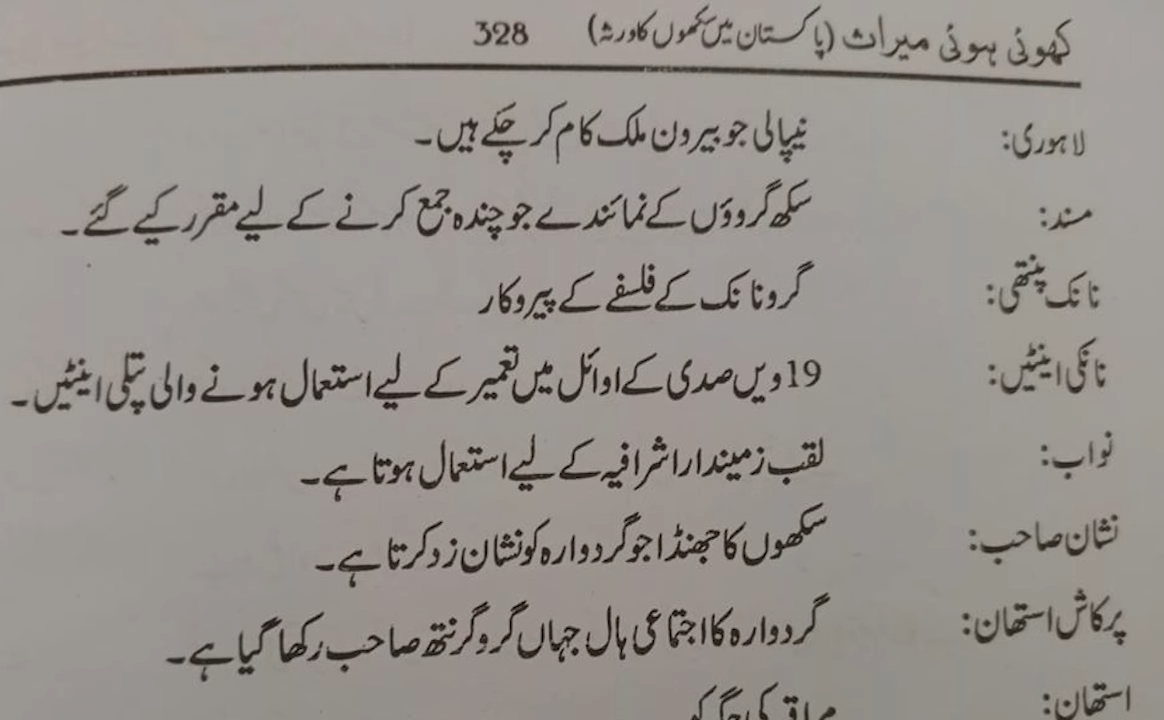 کھوئی ہوئی میراث (پاکستان میں سکھوں کا ورثہ) 328
لاہوری: نیپالی جو بیرون ملک کام کر چکے ہیں۔
مسند: سکھ گروؤں کے نمائندے جو چندہ جمع کرنے کے لیے مقرر کیے گئے۔
نانک پنتھی: گرو نانک کے فلسفے کے پیروکار
نانکی اینٹیں: 19 ویں صدی کے اوائل میں تعمیر کے لیے استعمال ہونے والی پتلی اینٹیں۔
نواب: لقب زمیندار اشرافیہ کے لیے استعمال ہوتا ہے۔
نشان صاحب: سکھوں کا جھنڈا جو گردوارہ کو نشان زد کرتا ہے۔
پرکاش استھان: گردوارہ کا اجتماعی ہال جہاں گرو گرنتھ صاحب رکھا گیا ہے۔
استھان: